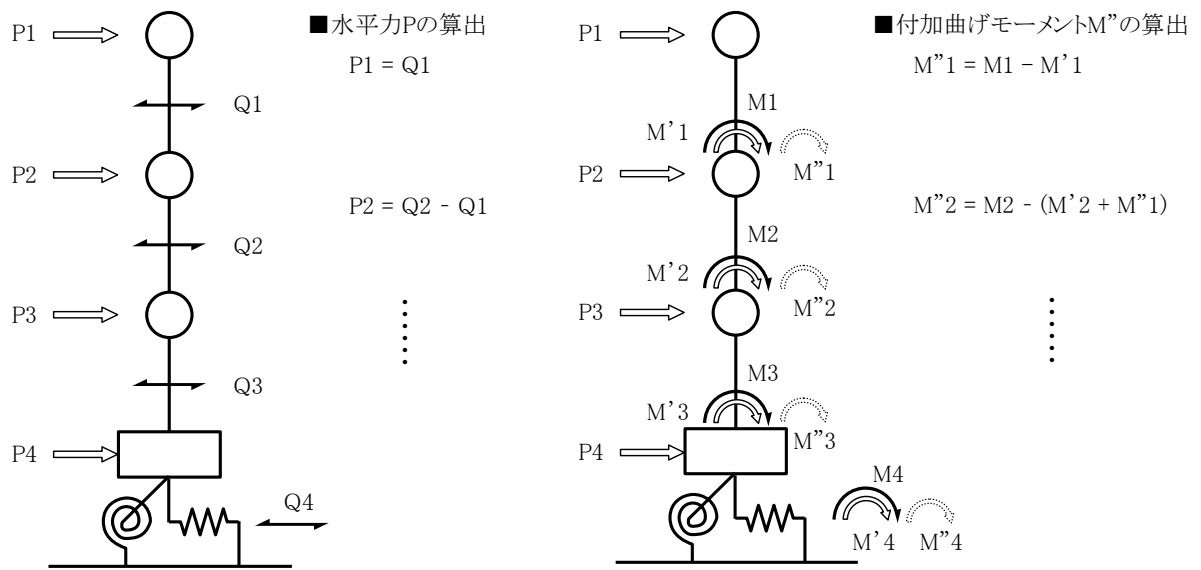 ■水平力Pの算出
P1
P1 = Q1
Q1
P2
P2 = Q2 - Q1
Q2
P3
Q3
P4
Q4
■付加曲げモーメントM”の算出
P1
M”1 = M1 − M’1
M1
M’1
M”1
P2
M”2 = M2 - (M’2 + M”1)
M2
M’2
M”2
P3
M3
M’3
M”3
P4
M4
M’4
M”4